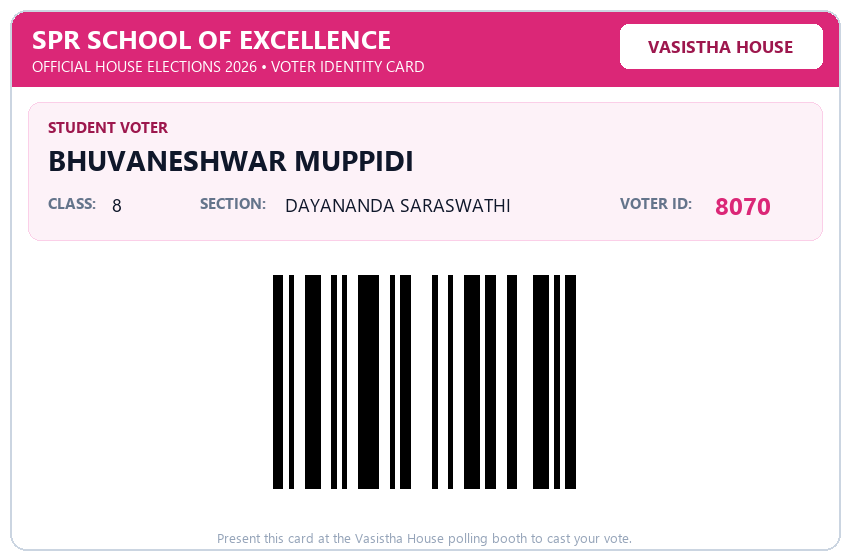 SPR SCHOOL OF EXCELLENCE
OFFICIAL HOUSE ELECTIONS 2026 • VOTER IDENTITY CARD
VASISTHA HOUSE
STUDENT VOTER
BHUVANESHWAR MUPPIDI
CLASS: 8 SECTION: DAYANANDA SARASWATHI VOTER ID: 8070
Present this card at the Vasistha House polling booth to cast your vote.